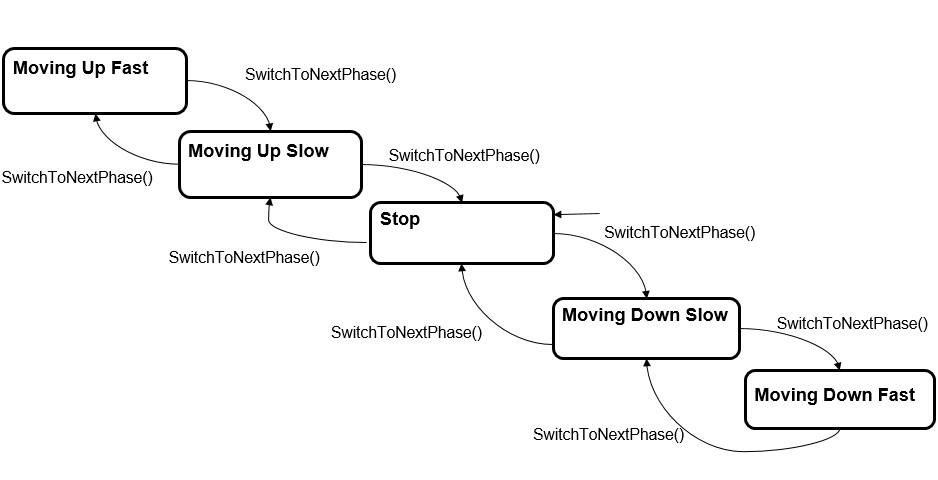 Moving Up Fast
SwitchToNextPhase()
Moving Up Slow
SwitchToNextPhase()
SwitchToNextPhase()
Stop
SwitchToNextPhase()
SwitchToNextPhase()
Moving Down Slow
SwitchToNextPhase()
SwitchToNextPhase()
Moving Down Fast
SwitchToNextPhase()